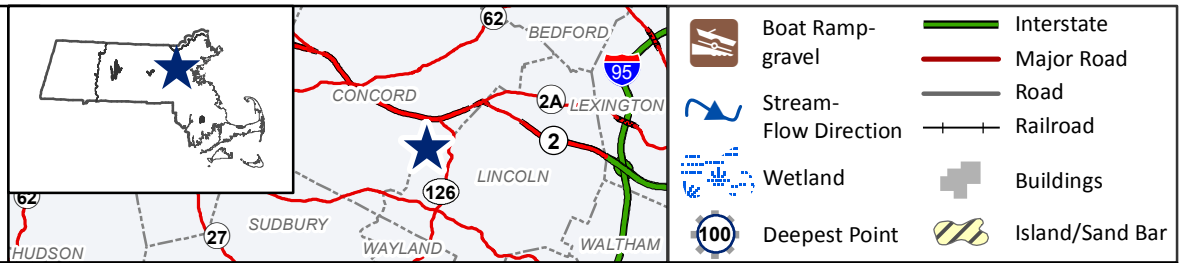 62
BEDFORD
95
CONCORD
2A
LEXINGTON
2
LINCOLN
126
62
SUDBURY
27
HUDSON
WAYLAND
WALTHAM
Boat Ramp-
gravel
Stream-
Flow Direction
Wetland
100
Deepest Point
Interstate
Major Road
Road
Railroad
Buildings
Island/Sand Bar